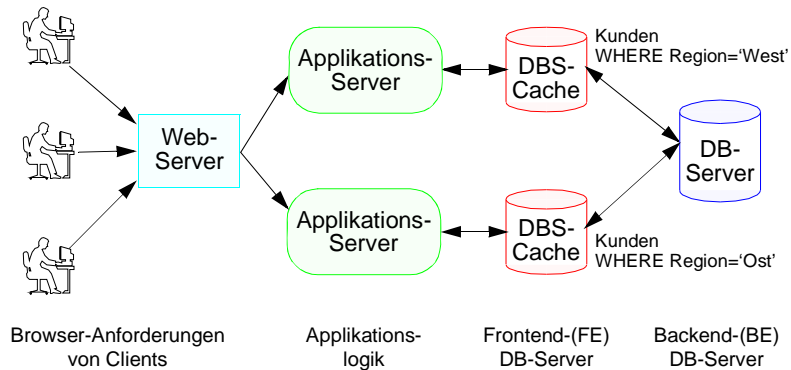 Kunden
WHERE Region=‘West’
Applikations-
Server
DBS-
Cache
Web-
Server
DB-
Server
Applikations-
Server
DBS-
Cache
Kunden
WHERE Region=‘Ost’
Browser-Anforderungen
von Clients
Applikations-
logik
Frontend-(FE)
DB-Server
Backend-(BE)
DB-Server